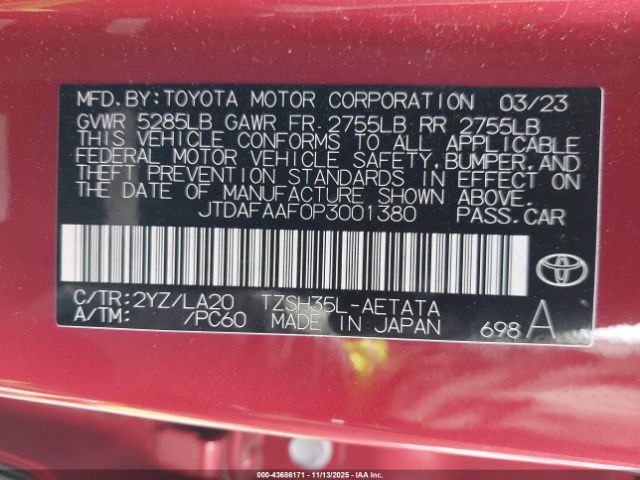 MFD. BY: TOYOTA MOTOR CORPORATION 03/23
GVWR 5285LB GAWR FR 2755LB RR 2755LB
THIS VEHICLE CONFORMS TO ALL APPLICABLE
FEDERAL MOTOR VEHICLE SAFETY, BUMPER, AND
THEFT PREVENTION STANDARDS IN EFFECT ON
THE DATE OF MANUFACTURE SHOWN ABOVE.
JTDAFAAF0P3001380 PASS. CAR
C/TR: 2YZ/LA20 TZSH35L-AETATA
A/TM: /PC60 MADE IN JAPAN 698 A
IAA 000-43686171 - 11/13/2025 - IAAI.COM